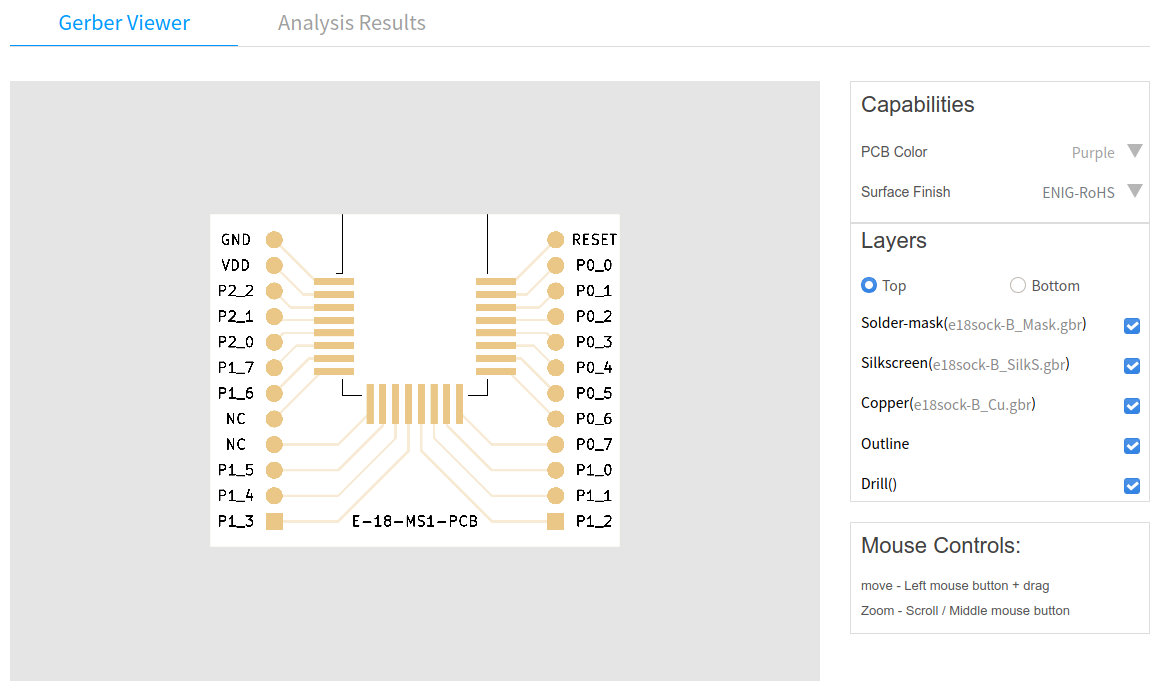 Gerber Viewer Analysis Results
Capabilities
PCB Color Purple
Surface Finish ENIG-RoHS
Layers
Top Bottom
Solder-mask(e18sock-B_Mask.gbr)
Silkscreen(e18sock-B_SilkS.gbr)
Copper(e18sock-B_Cu.gbr)
Outline
Drill()
Mouse Controls:
move - Left mouse button + drag
Zoom - Scroll / Middle mouse button
GND RESET
VDD P0_0
P2_2 P0_1
P2_1 P0_2
P2_0 P0_3
P1_7 P0_4
P1_6 P0_5
NC P0_6
NC P0_7
P1_5 P1_0
P1_4 P1_1
P1_3 E-18-MS1-PCB P1_2